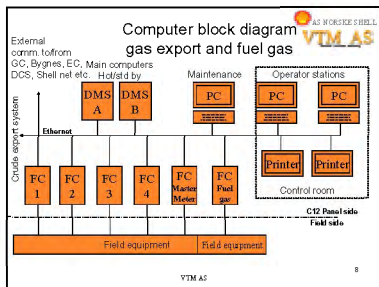 Computer block diagram
gas export and fuel gas
AS NORSKE SHELL
VTM AS
External
comm. to/from
GC, Bygnes, EC,
DCS, Shell net etc.
Main computers
Hot/std by
Maintenance
Operator stations
DMS
A
DMS
B
PC
PC
PC
Crude export system
Ethernet
Printer
Printer
Control room
FC
1
FC
2
FC
3
FC
4
FC
Master
Meter
FC
Fuel
gas
C12 Panel side
Field side
Field equipment
Field equipment
VTM AS
8